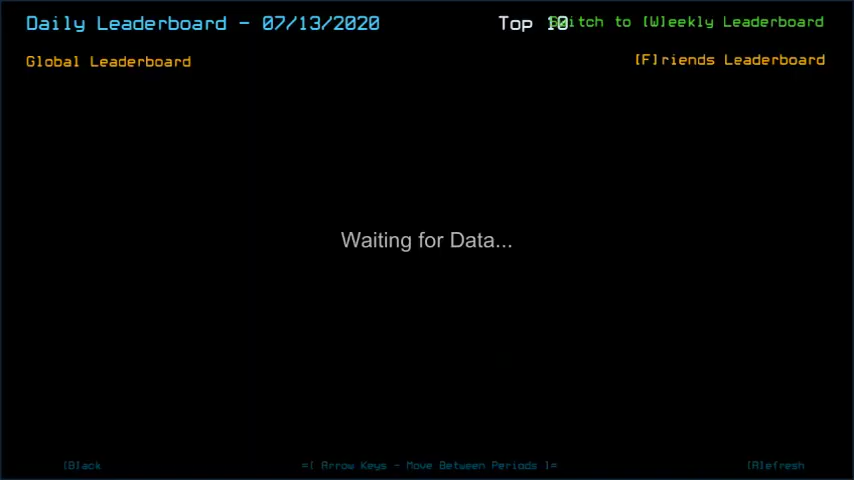 Daily Leaderboard - 07/13/2020
Top 10
Switch to [W]eekly Leaderboard
Global Leaderboard
[F]riends Leaderboard
Waiting for Data...
[B]ack
=[ Arrow Keys - Move Between Periods ]=
[R]efresh